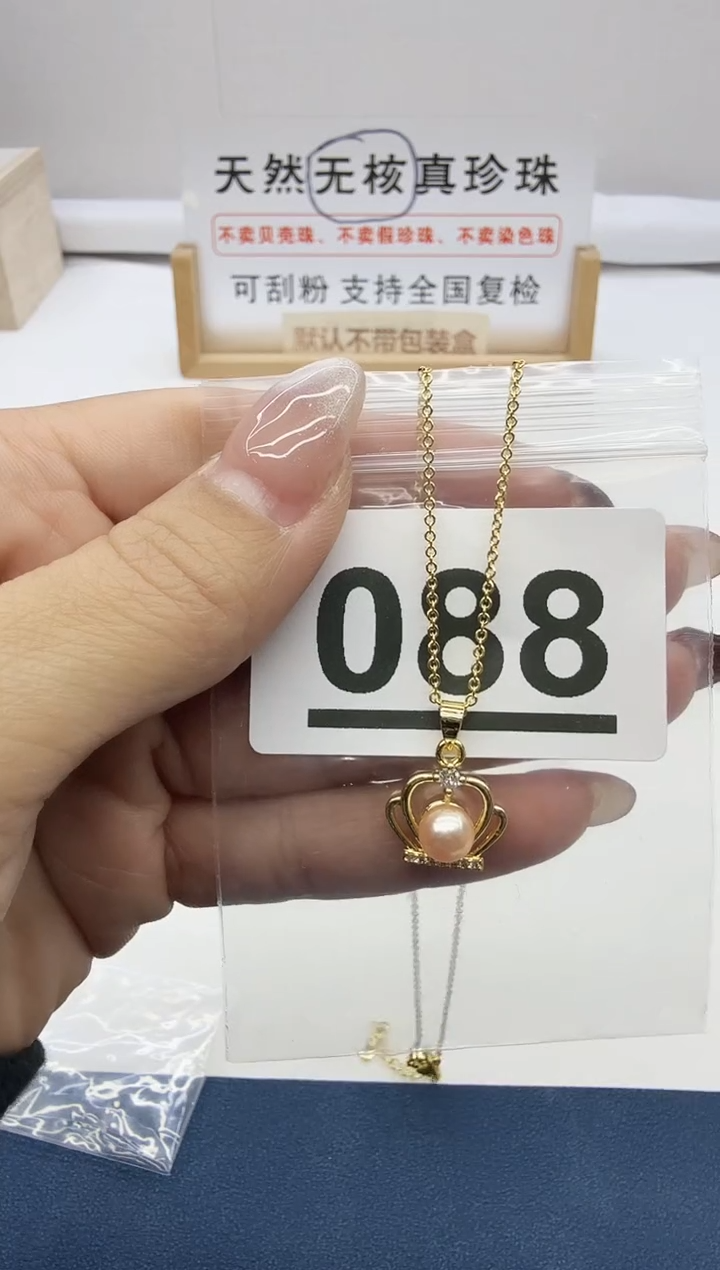 天然无核真珍珠
不卖贝壳珠、不卖假珍珠、不卖染色珠
可刮粉 支持全国复检
默认不带包装盒
088